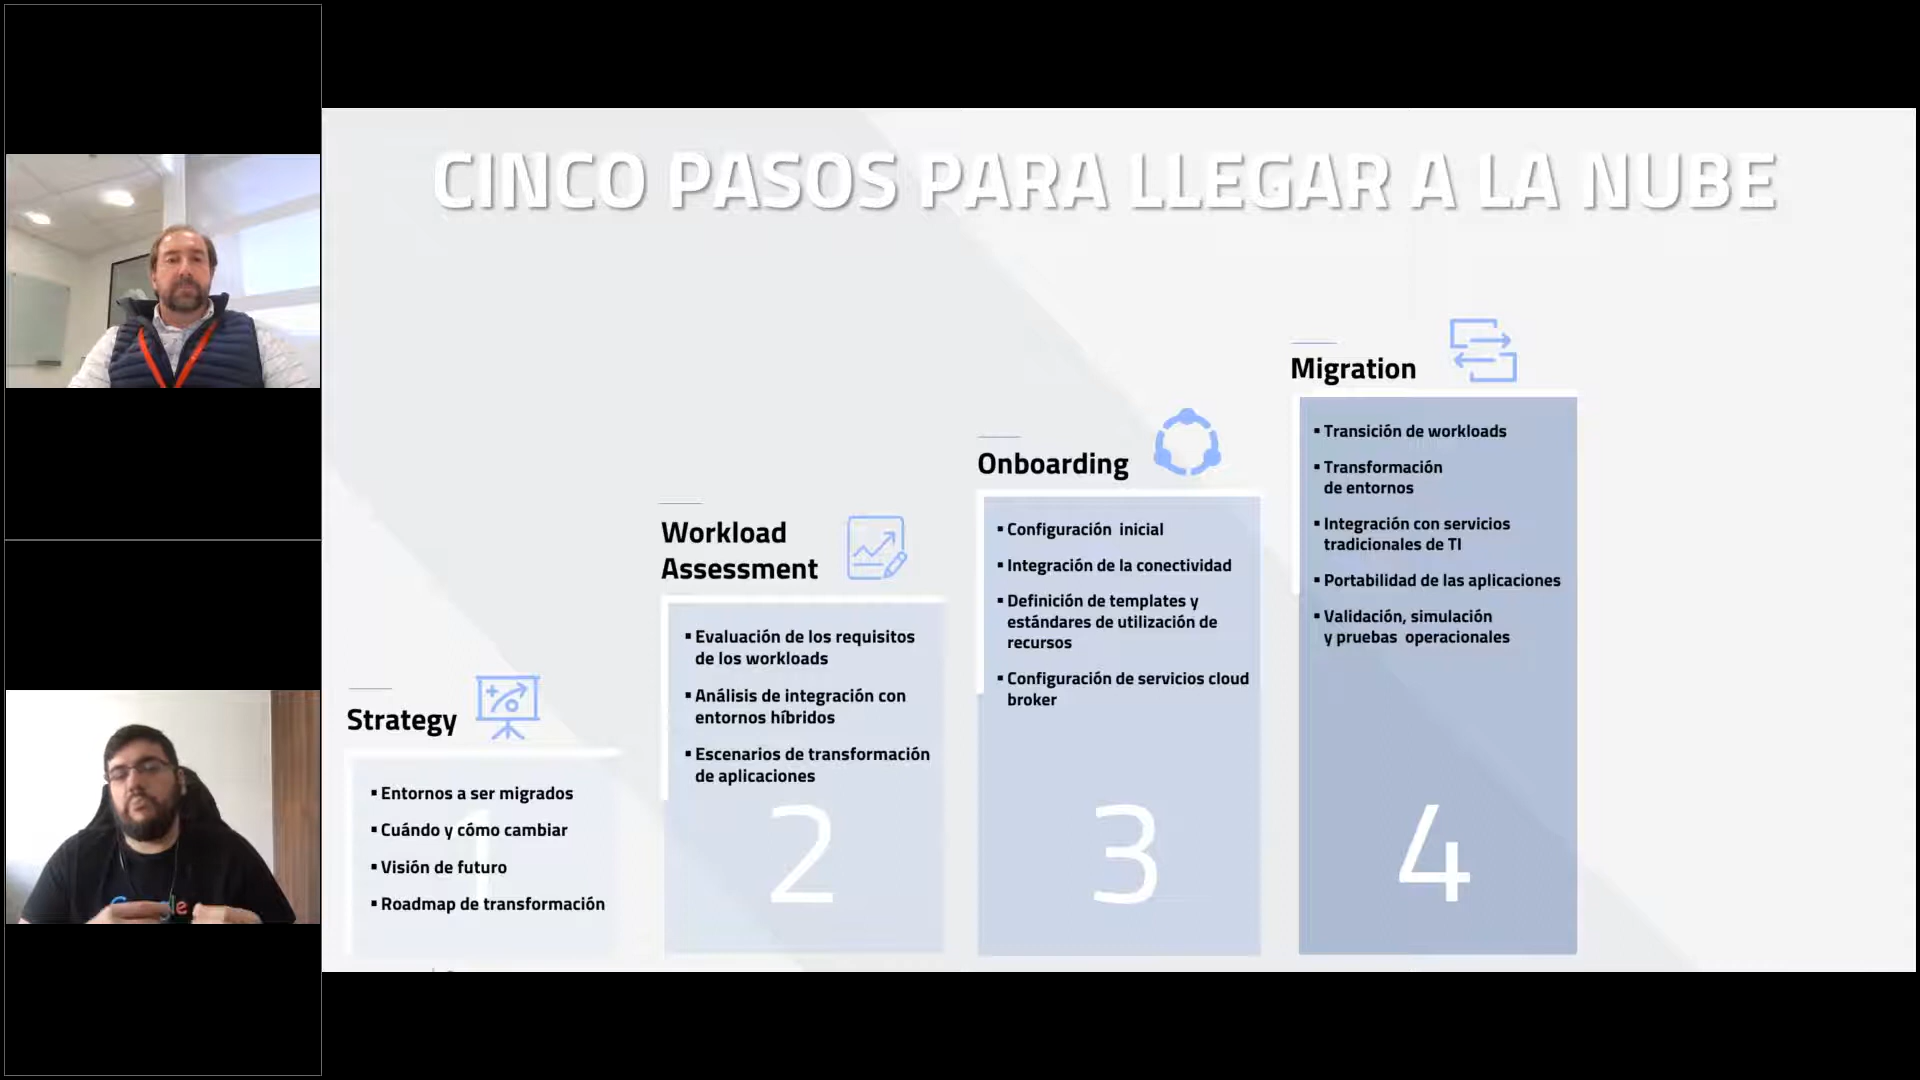 CINCO PASOS PARA LLEGAR A LA NUBE
Strategy
▪ Entornos a ser migrados
▪ Cuándo y cómo cambiar
▪ Visión de futuro
▪ Roadmap de transformación
1
Workload
Assessment
▪ Evaluación de los requisitos
de los workloads
▪ Análisis de integración con
entornos híbridos
▪ Escenarios de transformación
de aplicaciones
2
Onboarding
▪ Configuración inicial
▪ Integración de la conectividad
▪ Definición de templates y
estándares de utilización de
recursos
▪ Configuración de servicios cloud
broker
3
Migration
▪ Transición de workloads
▪ Transformación
de entornos
▪ Integración con servicios
tradicionales de TI
▪ Portabilidad de las aplicaciones
▪ Validación, simulación
y pruebas operacionales
4